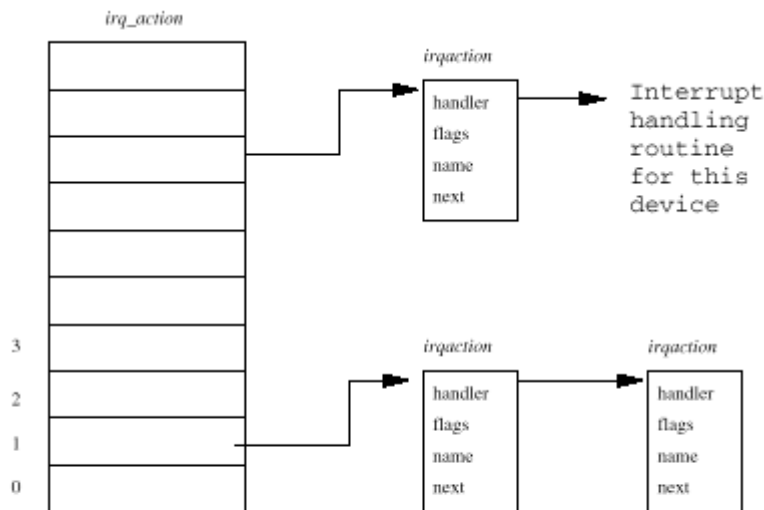 irq_action
irqaction
handler
flags
name
next
Interrupt
handling
routine
for this
device
3
2
1
0
irqaction
handler
flags
name
next
irqaction
handler
flags
name
next